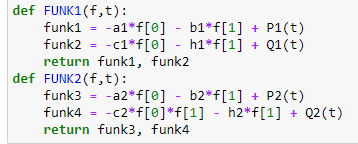 def FUNK1(f,t):
    funk1 = -a1*f[0] - b1*f[1] + P1(t)
    funk2 = -c1*f[0] - h1*f[1] + Q1(t)
    return funk1, funk2
def FUNK2(f,t):
    funk3 = -a2*f[0] - b2*f[1] + P2(t)
    funk4 = -c2*f[0]*f[1] - h2*f[1] + Q2(t)
    return funk3, funk4